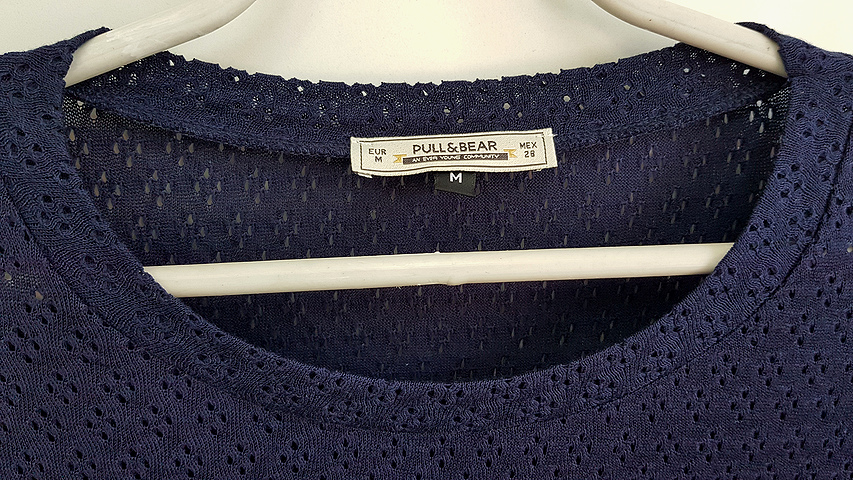 EUR
M
PULL&BEAR
AN EVER YOUNG COMMUNITY
MEX
28
M